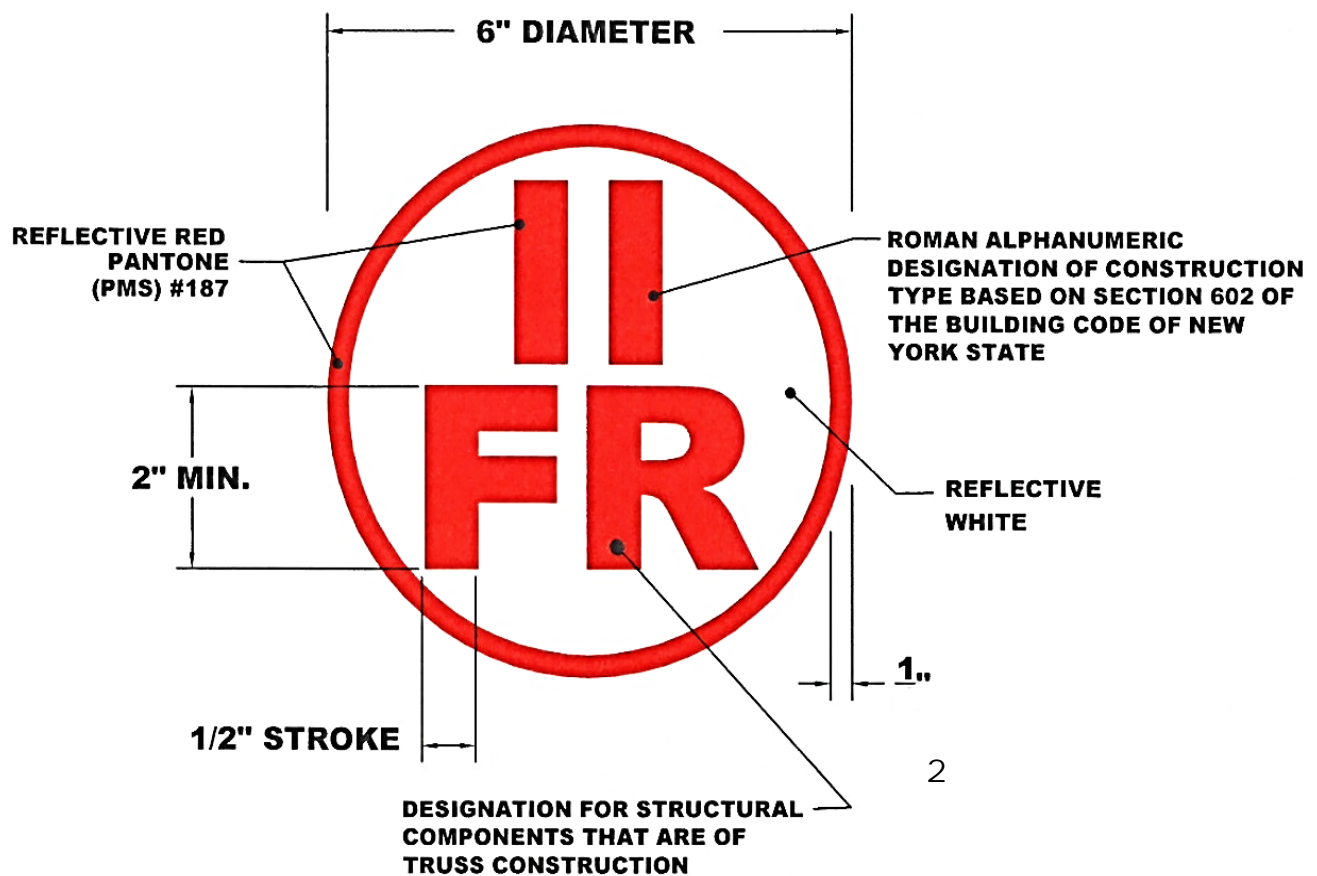 6" DIAMETER
II
FR
REFLECTIVE RED
PANTONE
(PMS) #187
ROMAN ALPHANUMERIC
DESIGNATION OF CONSTRUCTION
TYPE BASED ON SECTION 602 OF
THE BUILDING CODE OF NEW
YORK STATE
2" MIN.
REFLECTIVE
WHITE
1"
1/2" STROKE
2
DESIGNATION FOR STRUCTURAL
COMPONENTS THAT ARE OF
TRUSS CONSTRUCTION